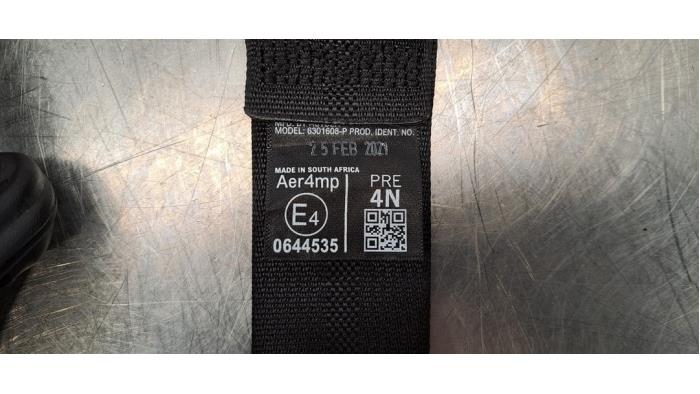 MODEL: 6301608-P PROD. IDENT. NO.
25 FEB 2021
MADE IN SOUTH AFRICA
Aer4mp
PRE
4N
E4
0644535